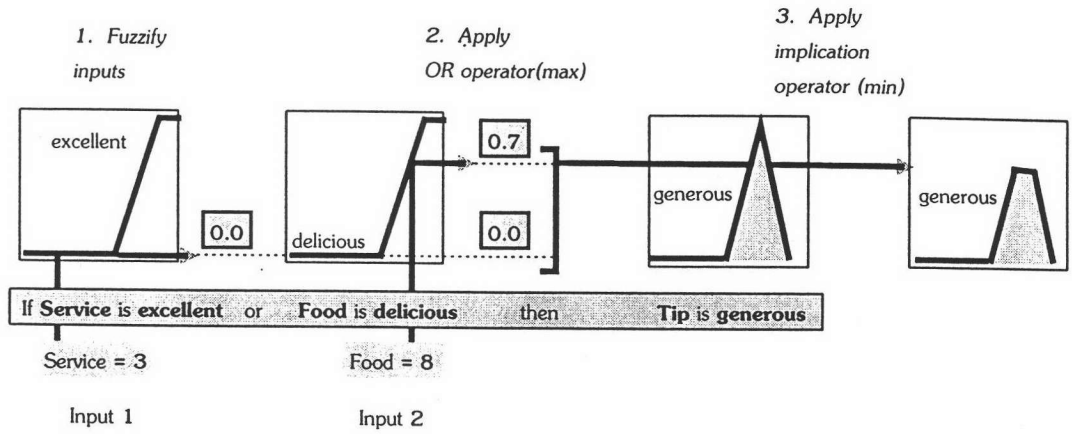 1. Fuzzify
inputs
2. Apply
OR operator(max)
3. Apply
implication
operator (min)
excellent
0.0
delicious
0.7
0.0
generous
generous
If Service is excellent or Food is delicious then Tip is generous
Service = 3
Food = 8
Input 1
Input 2